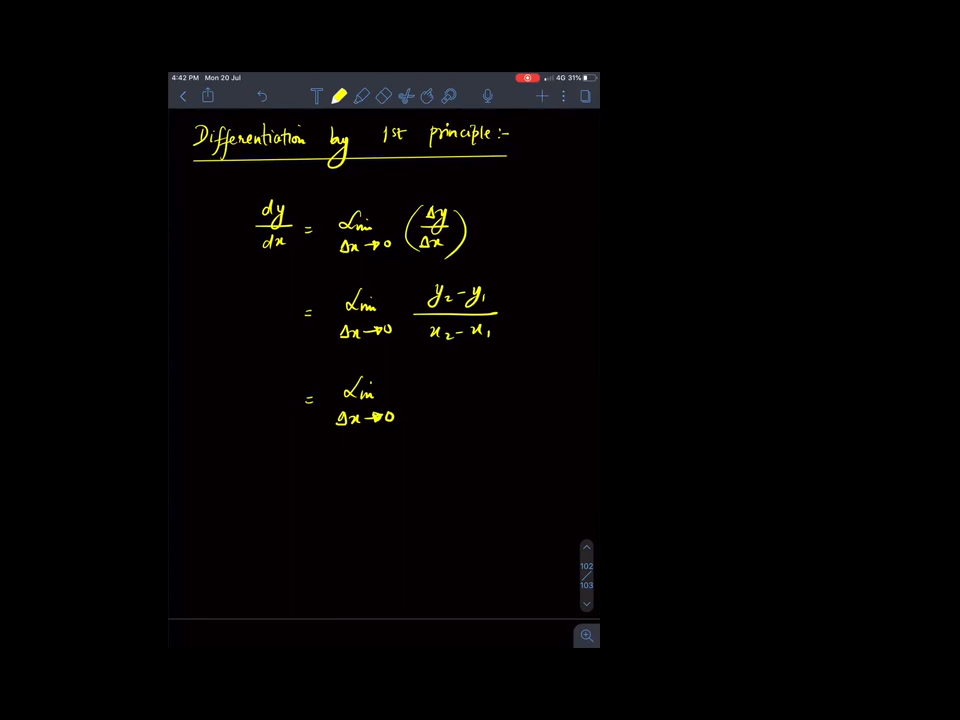 4:42 PM Mon 20 Jul 4G 31%
T
Differentiation by 1st principle:-
dy/dx = Lim Δx→0 (Δy/Δx)
= Lim Δx→0 y₂-y₁/x₂-x₁
= Lim Δx→0
102
/
103